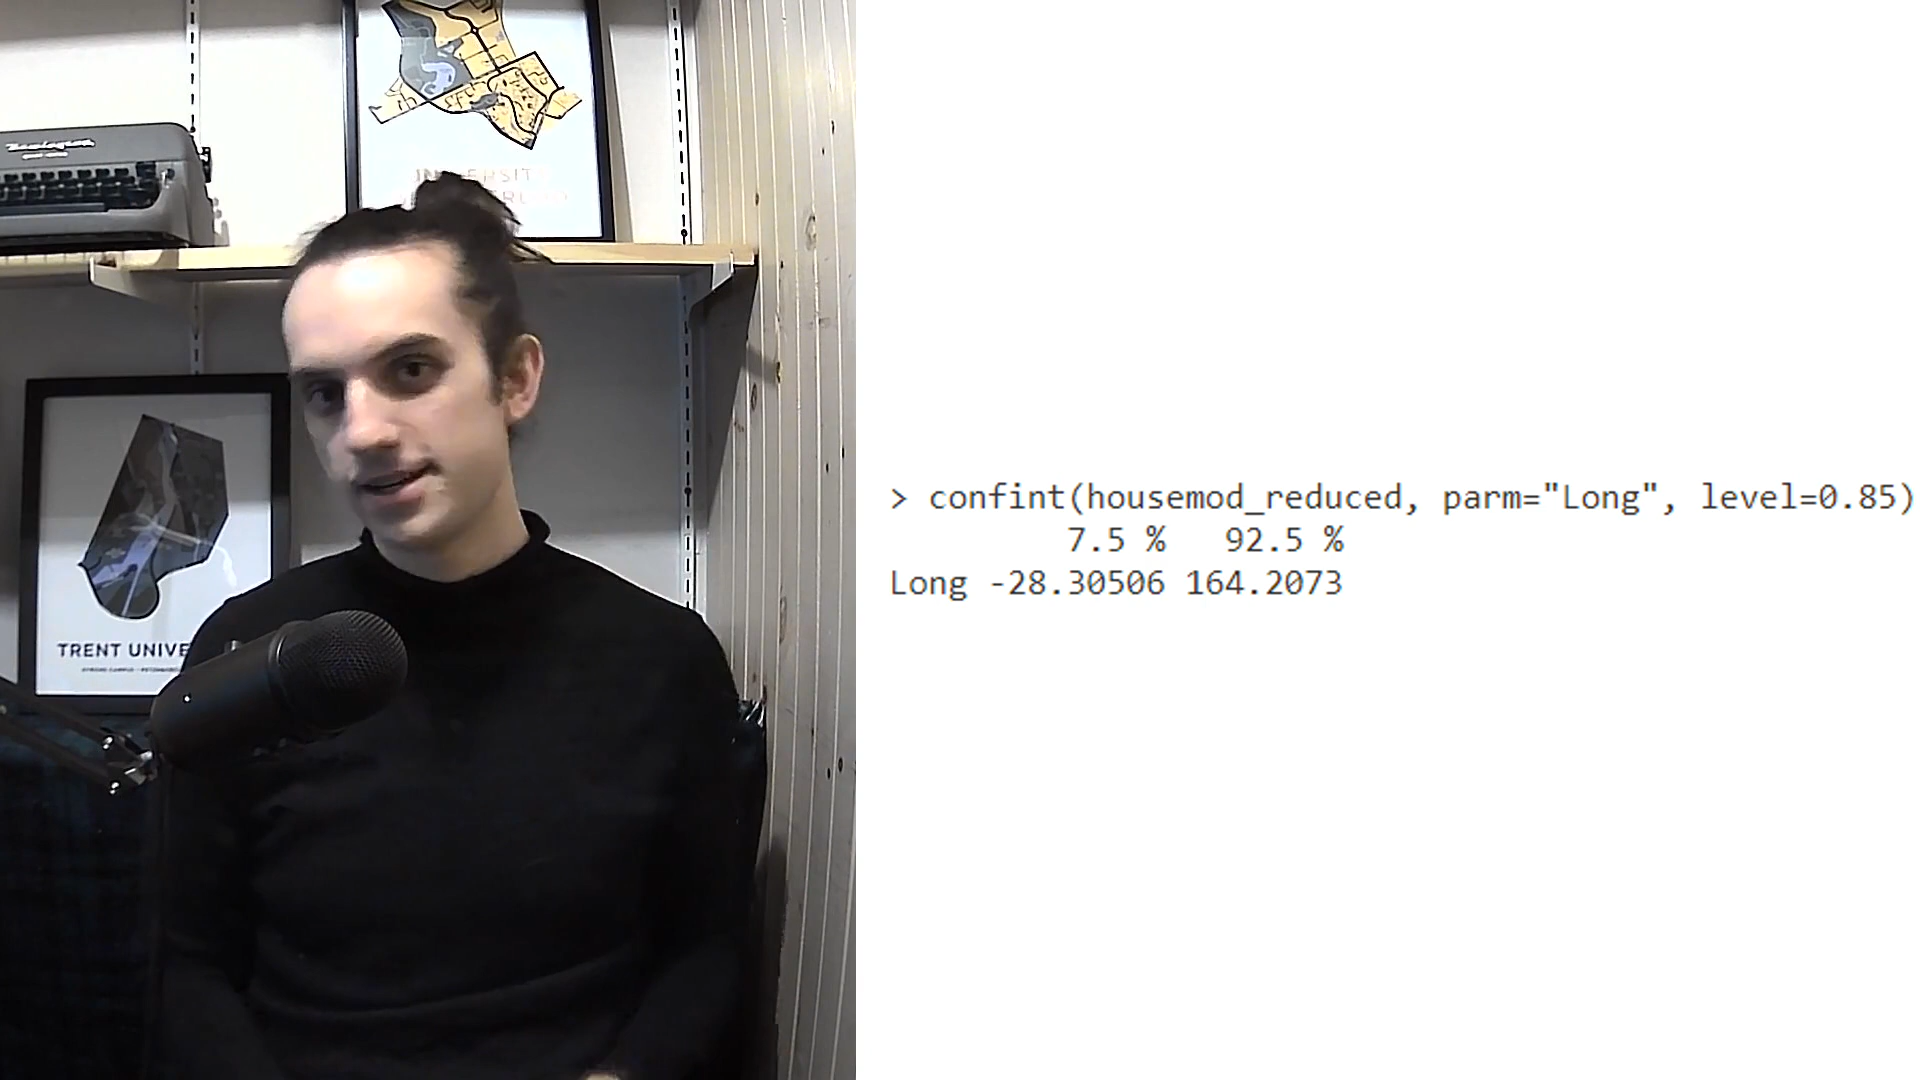 TRENT UNIVE
> confint(housemod_reduced, parm="Long", level=0.85)
7.5 % 92.5 %
Long -28.30506 164.2073